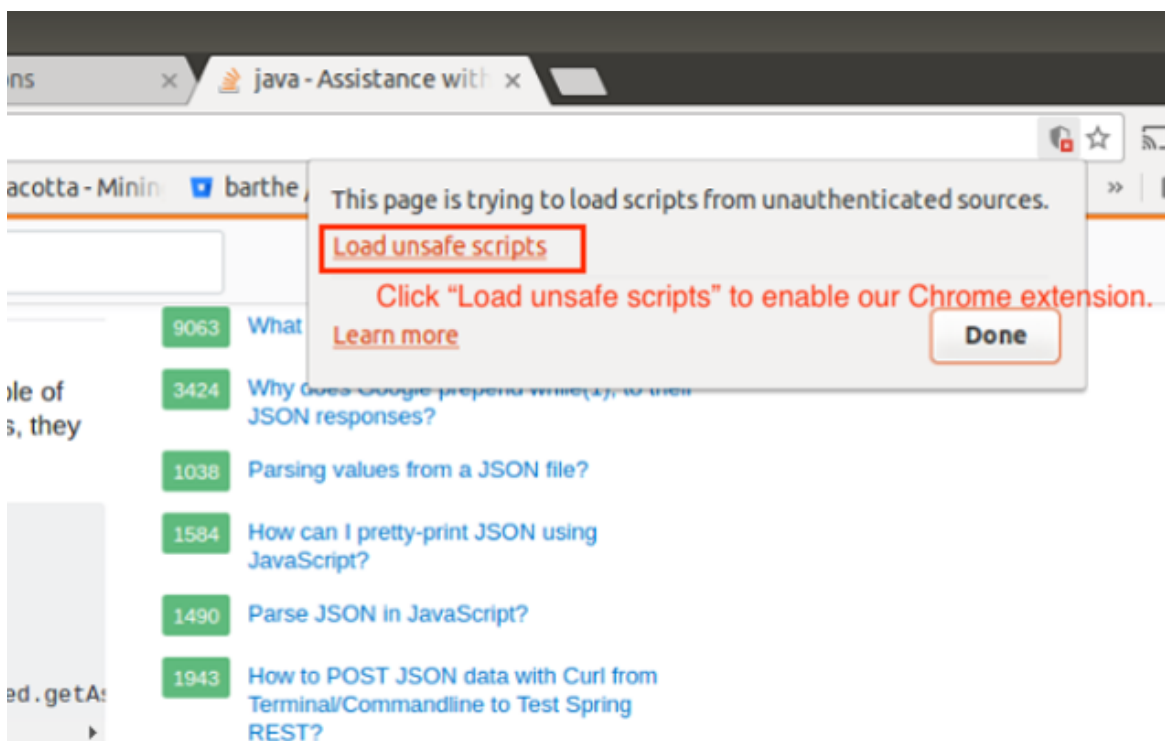 ons
java - Assistance with
acotta - Minin
barthe
This page is trying to load scripts from unauthenticated sources.
Load unsafe scripts
Click “Load unsafe scripts” to enable our Chrome extension.
Learn more
Done
9063 What
ple of
s, they
3424 Why does Google prepend while(1); to their
JSON responses?
1038 Parsing values from a JSON file?
1584 How can I pretty-print JSON using
JavaScript?
1490 Parse JSON in JavaScript?
ed.getAs
1943 How to POST JSON data with Curl from
Terminal/Commandline to Test Spring
REST?